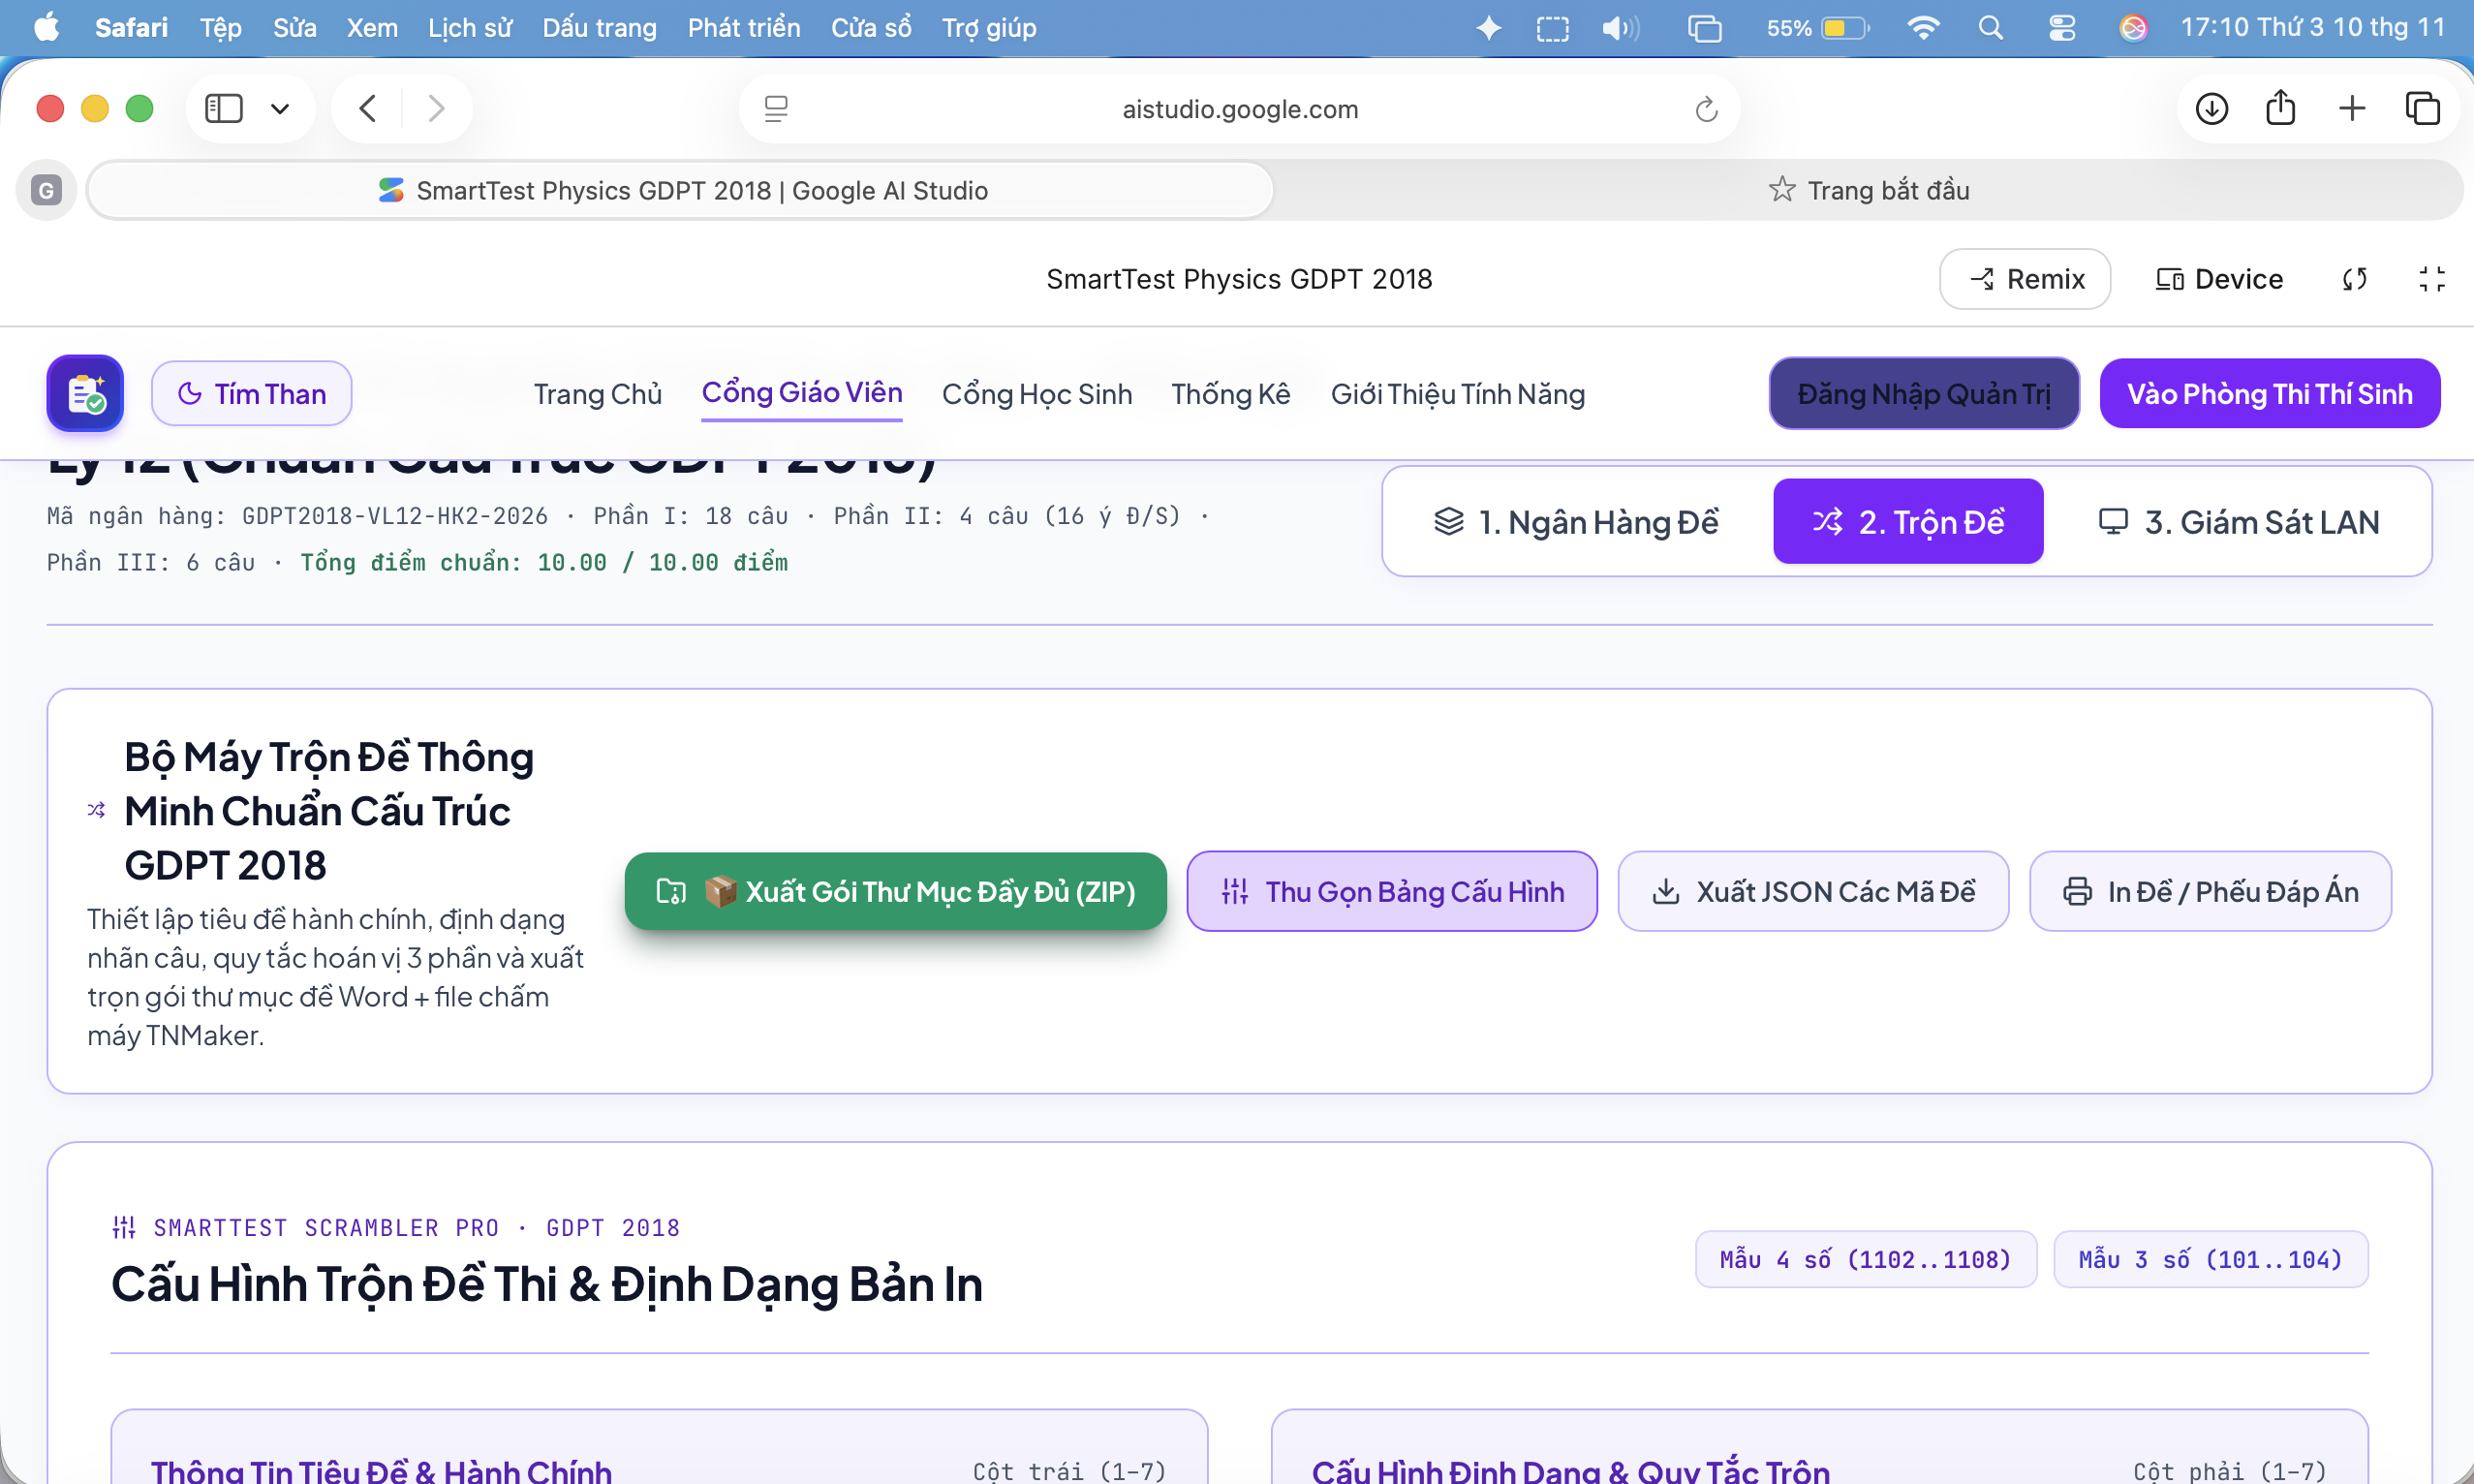 Safari Tệp Sửa Xem Lịch sử Dấu trang Phát triển Cửa sổ Trợ giúp 55% 17:10 Thứ 3 10 thg 11
aistudio.google.com
G SmartTest Physics GDPT 2018 | Google AI Studio Trang bắt đầu
SmartTest Physics GDPT 2018 Remix Device
Tím Than Trang Chủ Cổng Giáo Viên Cổng Học Sinh Thống Kê Giới Thiệu Tính Năng Đăng Nhập Quản Trị Vào Phòng Thi Thí Sinh
Lý 12 (Chuẩn Cấu Trúc GDPT 2018)
Mã ngân hàng: GDPT2018-VL12-HK2-2026 · Phần I: 18 câu · Phần II: 4 câu (16 ý Đ/S) ·
Phần III: 6 câu · Tổng điểm chuẩn: 10.00 / 10.00 điểm
1. Ngân Hàng Đề 2. Trộn Đề 3. Giám Sát LAN
Bộ Máy Trộn Đề Thông
Minh Chuẩn Cấu Trúc
GDPT 2018
Thiết lập tiêu đề hành chính, định dạng
nhãn câu, quy tắc hoán vị 3 phần và xuất
trọn gói thư mục đề Word + file chấm
máy TNMaker.
📦 Xuất Gói Thư Mục Đầy Đủ (ZIP) Thu Gọn Bảng Cấu Hình Xuất JSON Các Mã Đề In Đề / Phếu Đáp Án
SMARTTEST SCRAMBLER PRO · GDPT 2018
Cấu Hình Trộn Đề Thi & Định Dạng Bản In
Mẫu 4 số (1102..1108) Mẫu 3 số (101..104)
Thông Tin Tiêu Đề & Hành Chính Cột trái (1-7)
Cấu Hình Định Dạng & Quy Tắc Trộn Cột phải (1-7)